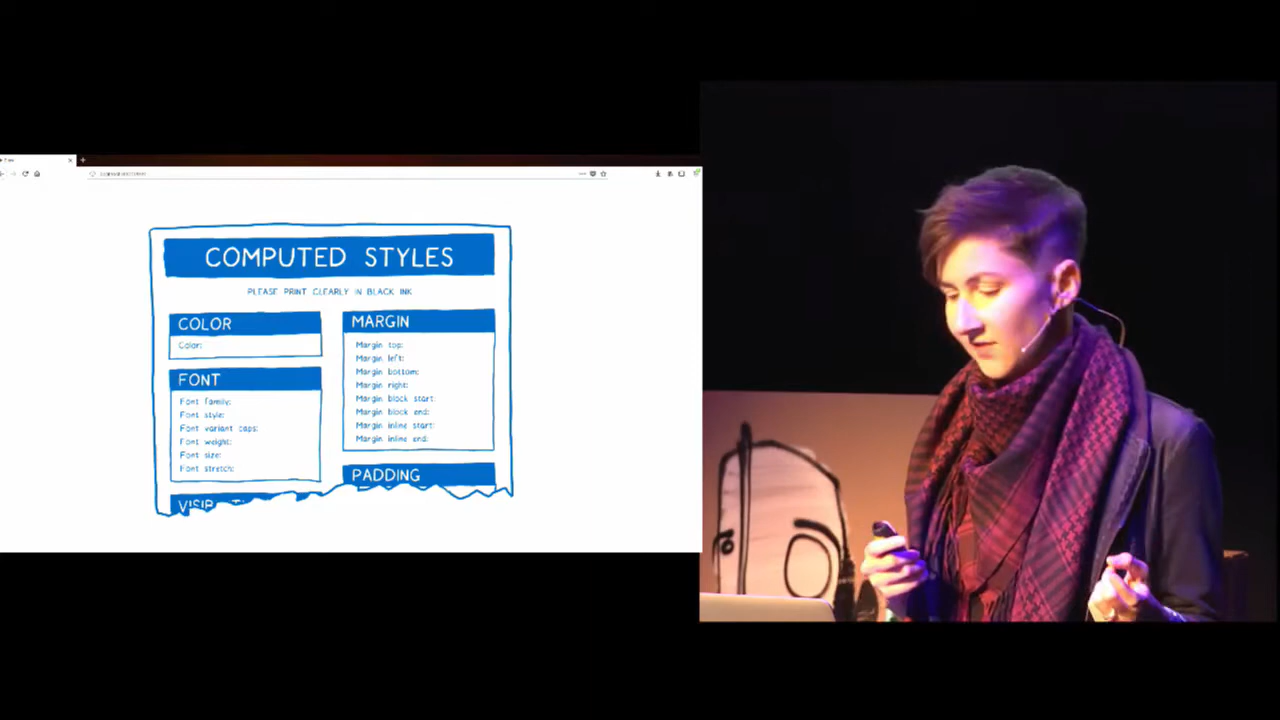 COMPUTED STYLES
PLEASE PRINT CLEARLY IN BLACK INK
COLOR
Color:
FONT
Font family:
Font style:
Font variant caps:
Font weight:
Font size:
Font stretch:
MARGIN
Margin top:
Margin left:
Margin bottom:
Margin right:
Margin block start:
Margin block end:
Margin inline start:
Margin inline end:
PADDING